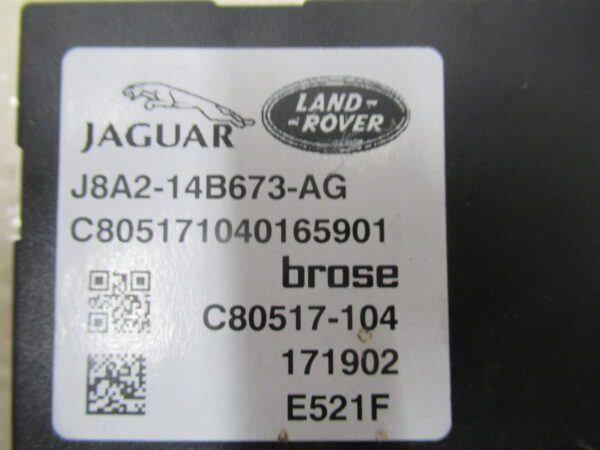 JAGUAR
LAND-
-ROVER
J8A2-14B673-AG
C805171040165901
brose
C80517-104
171902
E521F